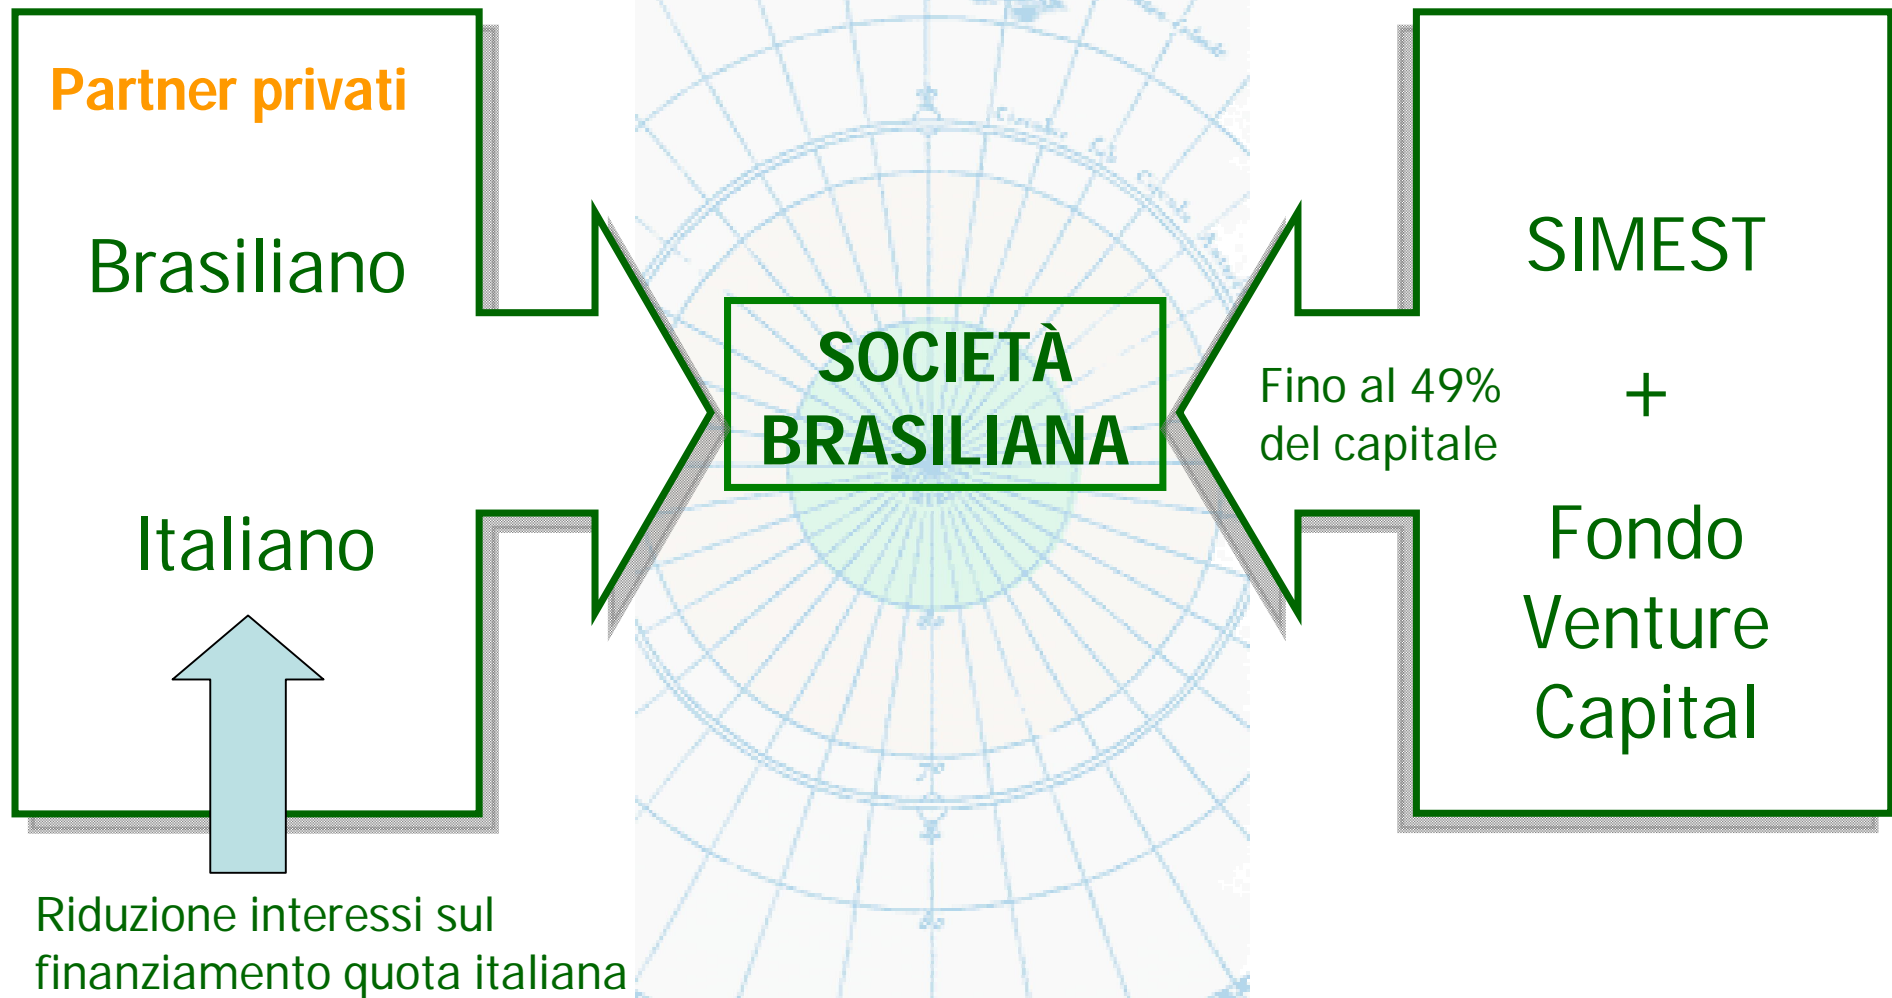 Partner privati
Brasiliano
Italiano
Riduzione interessi sul
finanziamento quota italiana
SOCIETÀ
BRASILIANA
Fino al 49%
del capitale
SIMEST
+
Fondo
Venture
Capital